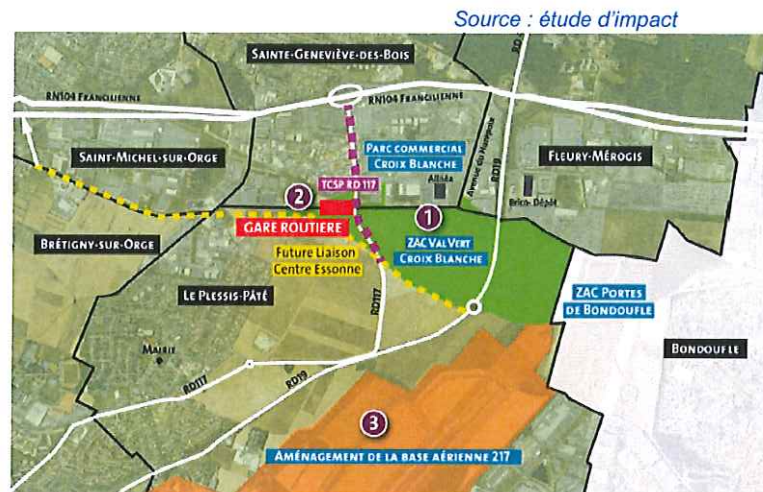 Source : étude d'impact
SAINTE-GENEVIÈVE-DES-BOIS
RN104 FRANCILIENNE
RN104 FRANCILIENNE
RD
SAINT-MICHEL-SUR-ORGE
PARC COMMERCIAL
CROIX BLANCHE
Altéa
Avenue du Hurepoix
RD19
FLEURY-MÉROGIS
Brico-Dépôt
TCSP RD 117
2
GARE ROUTIÈRE
1
BRÉTIGNY-SUR-ORGE
FUTURE LIAISON
CENTRE ESSONNE
ZAC VAL VERT
CROIX BLANCHE
LE PLESSIS-PÂTÉ
RD117
ZAC PORTES
DE BONDOUFLE
BONDOUFLE
MAIRIE
RD117
RD19
3
AMÉNAGEMENT DE LA BASE AÉRIENNE 217